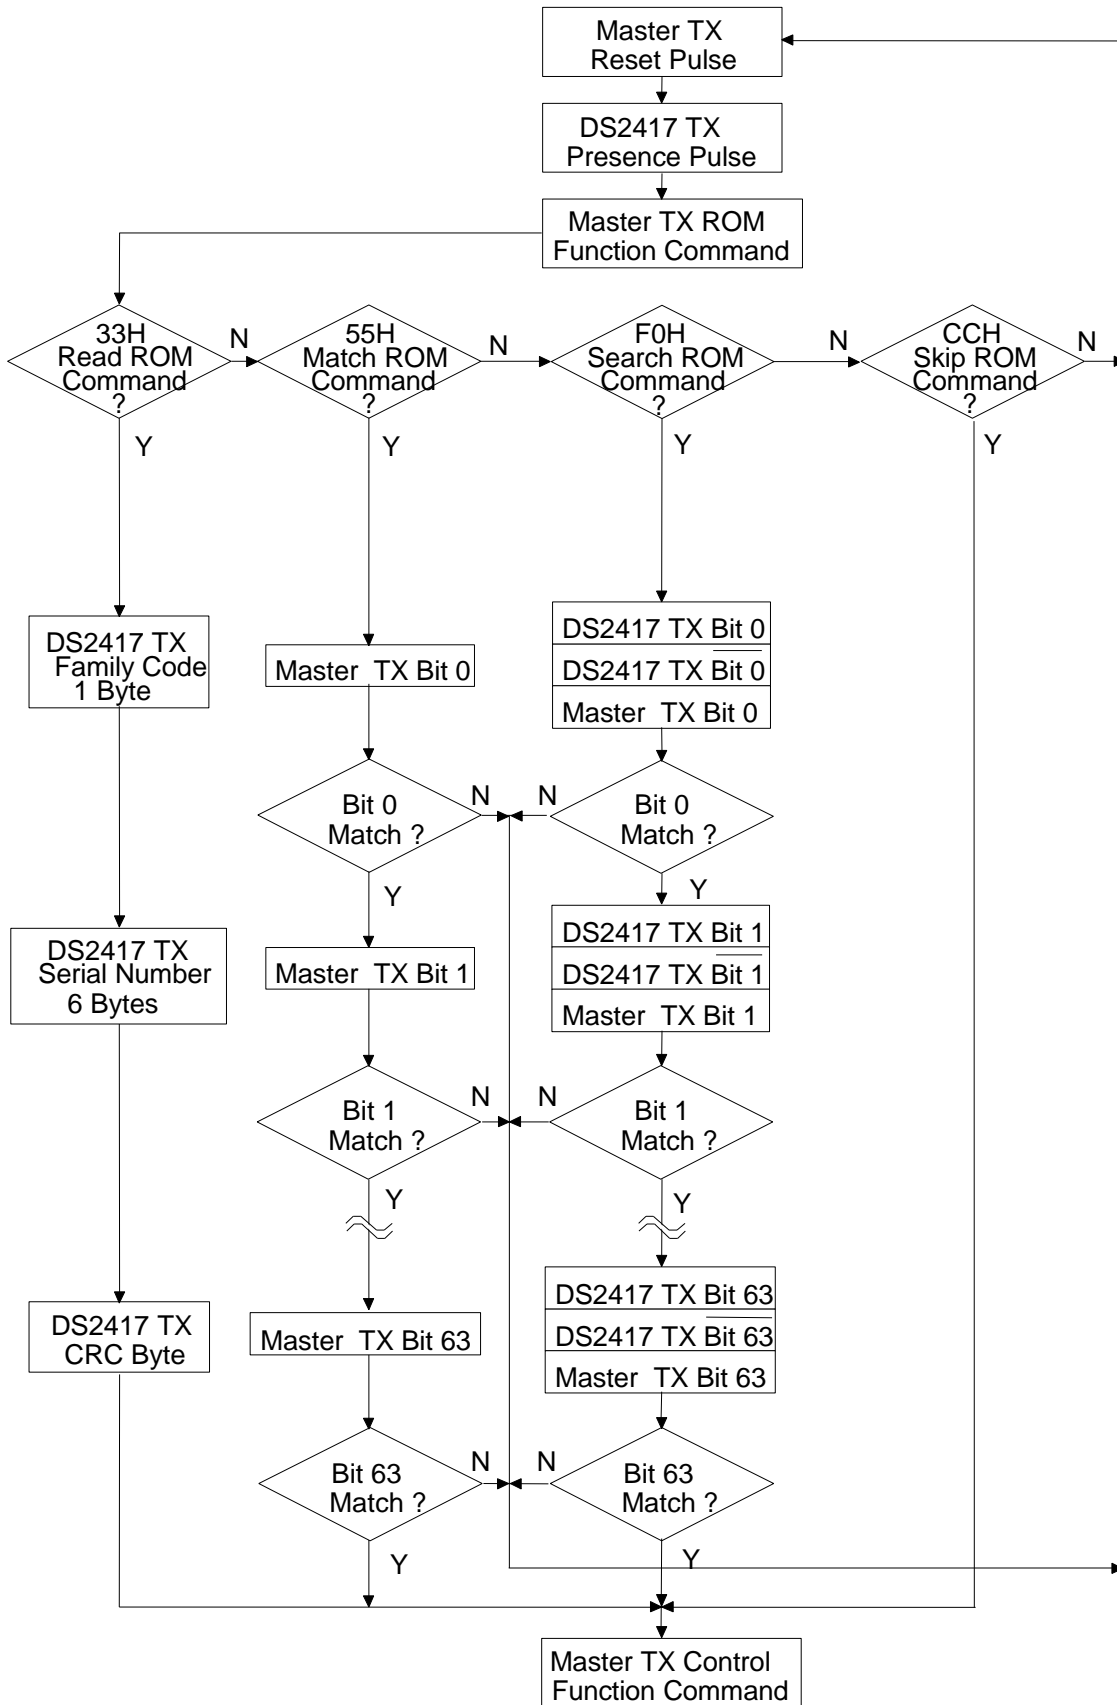 Master TX
Reset Pulse
DS2417 TX
Presence Pulse
Master TX ROM
Function Command
33H
Read ROM
Command
?
N
Y
55H
Match ROM
Command
?
N
Y
F0H
Search ROM
Command
?
N
Y
CCH
Skip ROM
Command
?
N
Y
DS2417 TX
Family Code
1 Byte
DS2417 TX
Serial Number
6 Bytes
DS2417 TX
CRC Byte
Master TX Bit 0
Bit 0
Match ?
N
Y
Master TX Bit 1
Bit 1
Match ?
N
Y
Master TX Bit 63
Bit 63
Match ?
N
Y
DS2417 TX Bit 0
DS2417 TX B̅i̅t̅ ̅0̅
Master TX Bit 0
Bit 0
Match ?
N
Y
DS2417 TX Bit 1
DS2417 TX B̅i̅t̅ ̅1̅
Master TX Bit 1
Bit 1
Match ?
N
Y
DS2417 TX Bit 63
DS2417 TX B̅i̅t̅ ̅6̅3̅
Master TX Bit 63
Bit 63
Match ?
N
Y
Master TX Control
Function Command